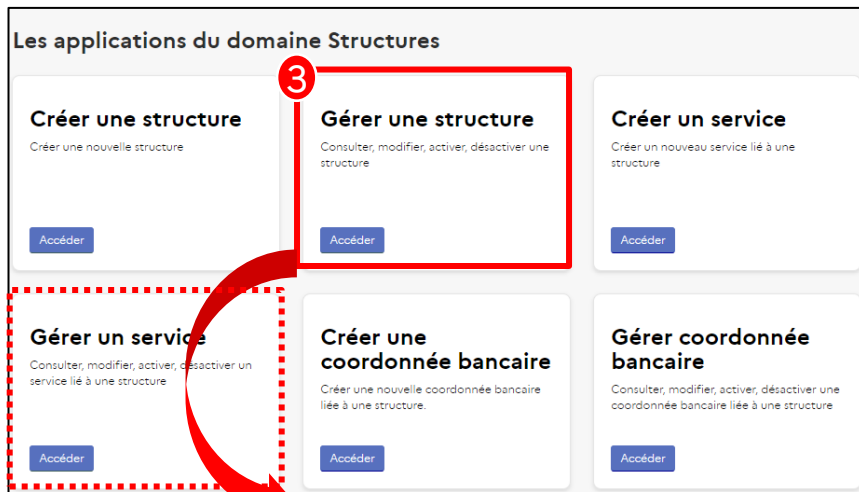 Les applications du domaine Structures
3
Créer une structure
Créer une nouvelle structure
Accéder
Gérer une structure
Consulter, modifier, activer, désactiver une
structure
Accéder
Créer un service
Créer un nouveau service lié à une
structure
Accéder
Gérer un service
Consulter, modifier, activer, désactiver un
service lié à une structure
Accéder
Créer une
coordonnée bancaire
Créer une nouvelle coordonnée bancaire
liée à une structure.
Accéder
Gérer coordonnée
bancaire
Consulter, modifier, activer, désactiver une
coordonnée bancaire liée à une structure
Accéder